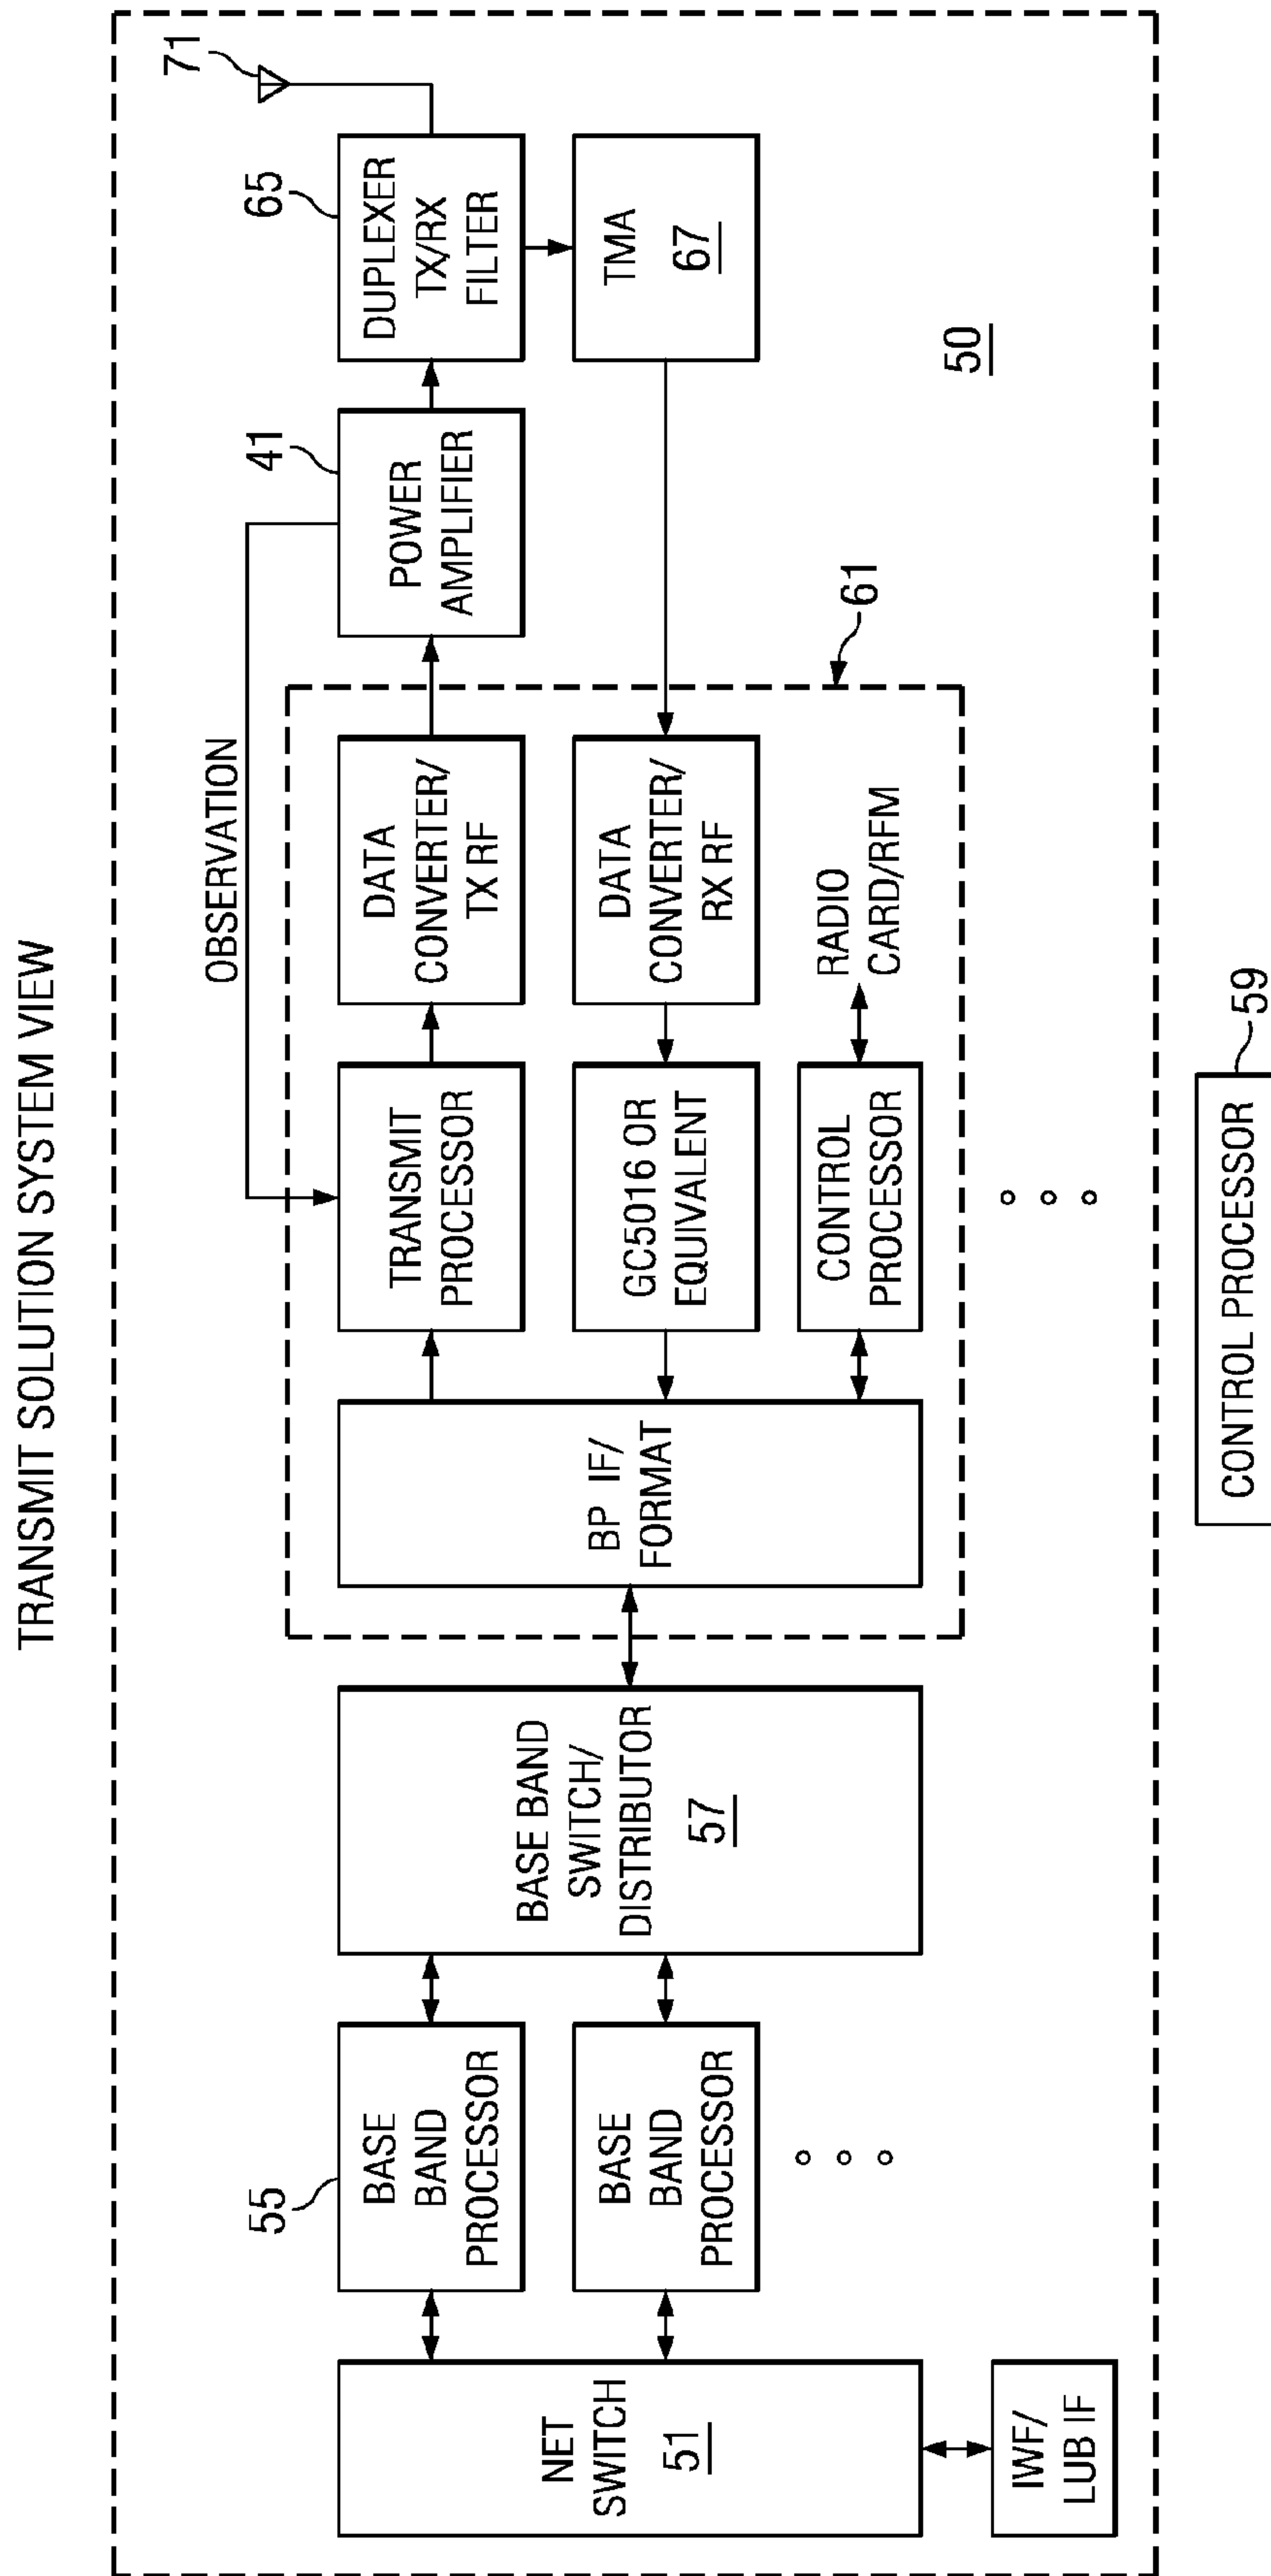 TRANSMIT SOLUTION SYSTEM VIEW
OBSERVATION
71
55
BASE
BAND
PROCESSOR
TRANSMIT
PROCESSOR
DATA
CONVERTER/
TX RF
41
POWER
AMPLIFIER
65
DUPLEXER
TX/RX
FILTER
NET
SWITCH
51
BASE
BAND
PROCESSOR
BASE BAND
SWITCH/
DISTRIBUTOR
57
BP IF/
FORMAT
GC5016 OR
EQUIVALENT
DATA
CONVERTER/
RX RF
TMA
67
CONTROL
PROCESSOR
RADIO
CARD/RFM
61
50
IWF/
LUB IF
CONTROL PROCESSOR
59